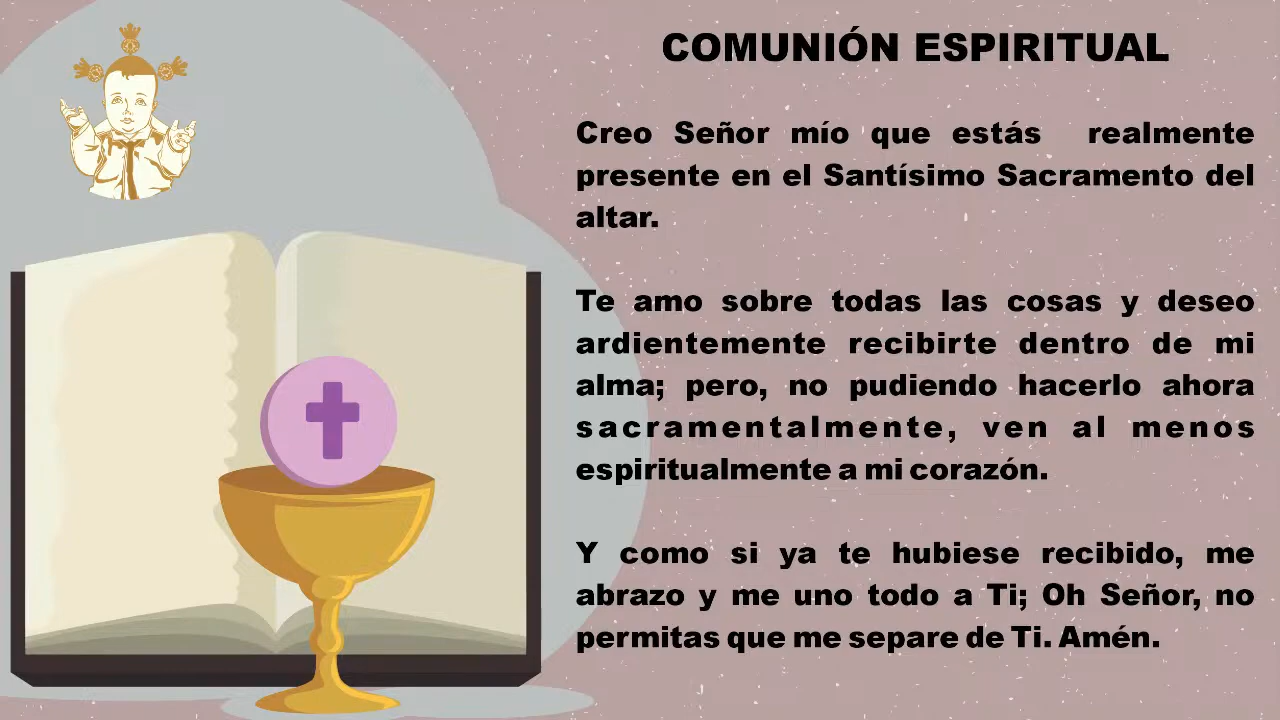 COMUNIÓN ESPIRITUAL
Creo Señor mío que estás realmente
presente en el Santísimo Sacramento del
altar.
Te amo sobre todas las cosas y deseo
ardientemente recibirte dentro de mi
alma; pero, no pudiendo hacerlo ahora
sacramentalmente, ven al menos
espiritualmente a mi corazón.
Y como si ya te hubiese recibido, me
abrazo y me uno todo a Ti; Oh Señor, no
permitas que me separe de Ti. Amén.